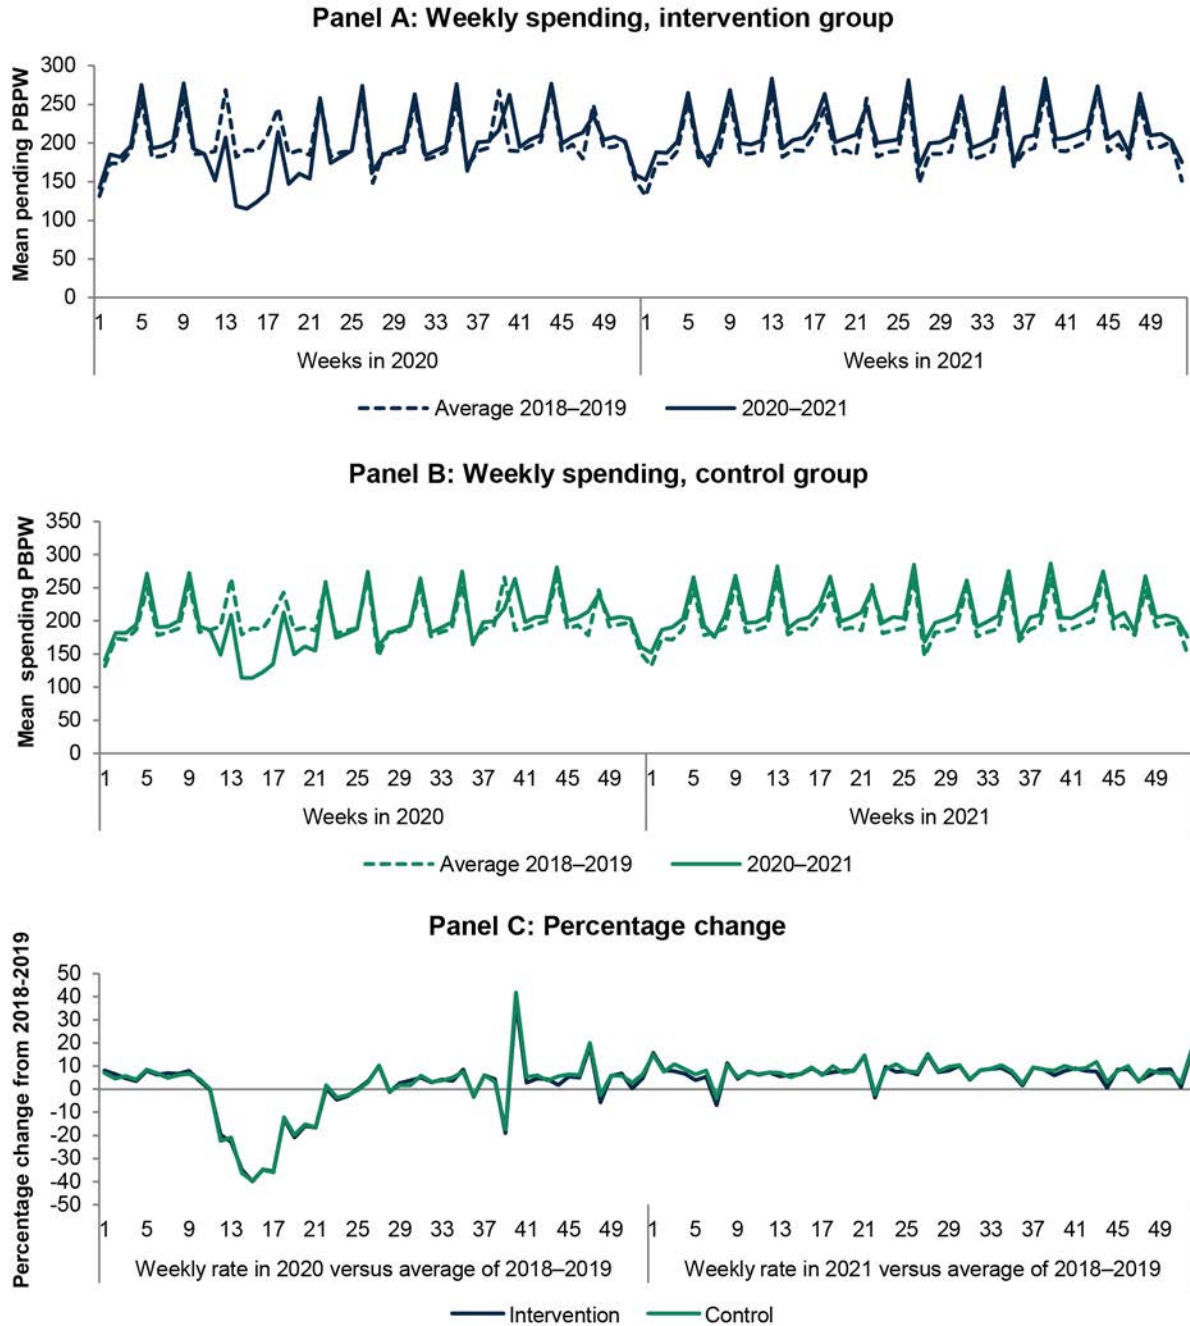 Panel A: Weekly spending, intervention group
Mean pending PBPW
300
250
200
150
100
50
0
1 5 9 13 17 21 25 29 33 37 41 45 49 1 5 9 13 17 21 25 29 33 37 41 45 49
Weeks in 2020 Weeks in 2021
Average 2018–2019 2020–2021
Panel B: Weekly spending, control group
Mean spending PBPW
350
300
250
200
150
100
50
0
1 5 9 13 17 21 25 29 33 37 41 45 49 1 5 9 13 17 21 25 29 33 37 41 45 49
Weeks in 2020 Weeks in 2021
Average 2018–2019 2020–2021
Panel C: Percentage change
Percentage change from 2018-2019
50
40
30
20
10
0
-10
-20
-30
-40
-50
1 5 9 13 17 21 25 29 33 37 41 45 49 1 5 9 13 17 21 25 29 33 37 41 45 49
Weekly rate in 2020 versus average of 2018–2019 Weekly rate in 2021 versus average of 2018–2019
Intervention Control